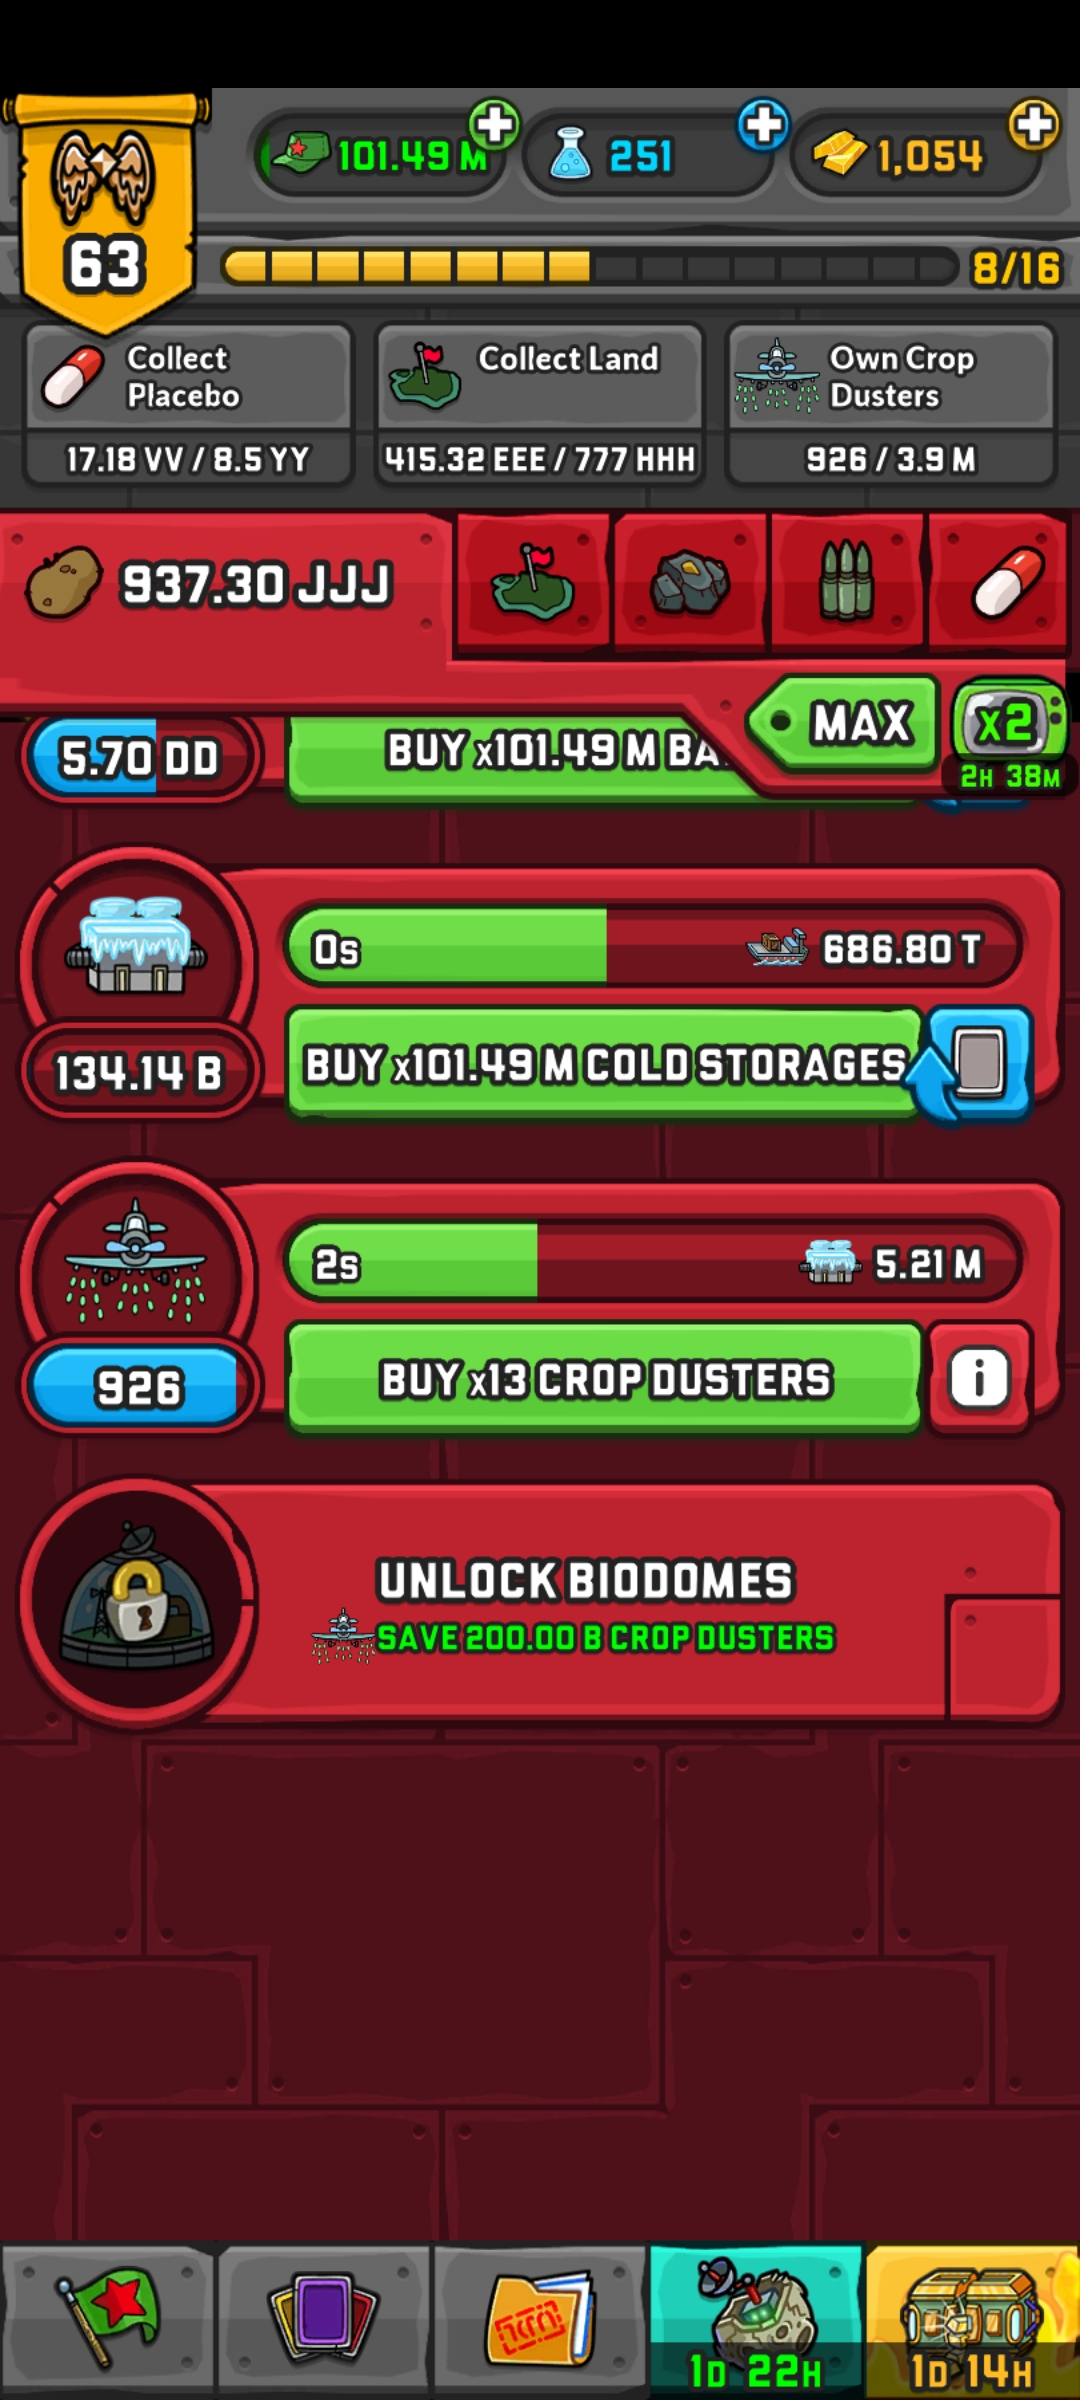 101.49 M
251
1,054
63
8/16
Collect
Placebo
17.18 VV / 8.5 YY
Collect Land
415.32 EEE / 777 HHH
Own Crop
Dusters
926 / 3.9 M
937.30 JJJ
MAX
X2
2H 38M
5.70 DD
BUY x101.49 M BA
0s
686.80 T
134.14 B
BUY x101.49 M COLD STORAGES
2s
5.21 M
926
BUY x13 CROP DUSTERS
i
UNLOCK BIODOMES
SAVE 200.00 B CROP DUSTERS
1D 22H
1D 14H